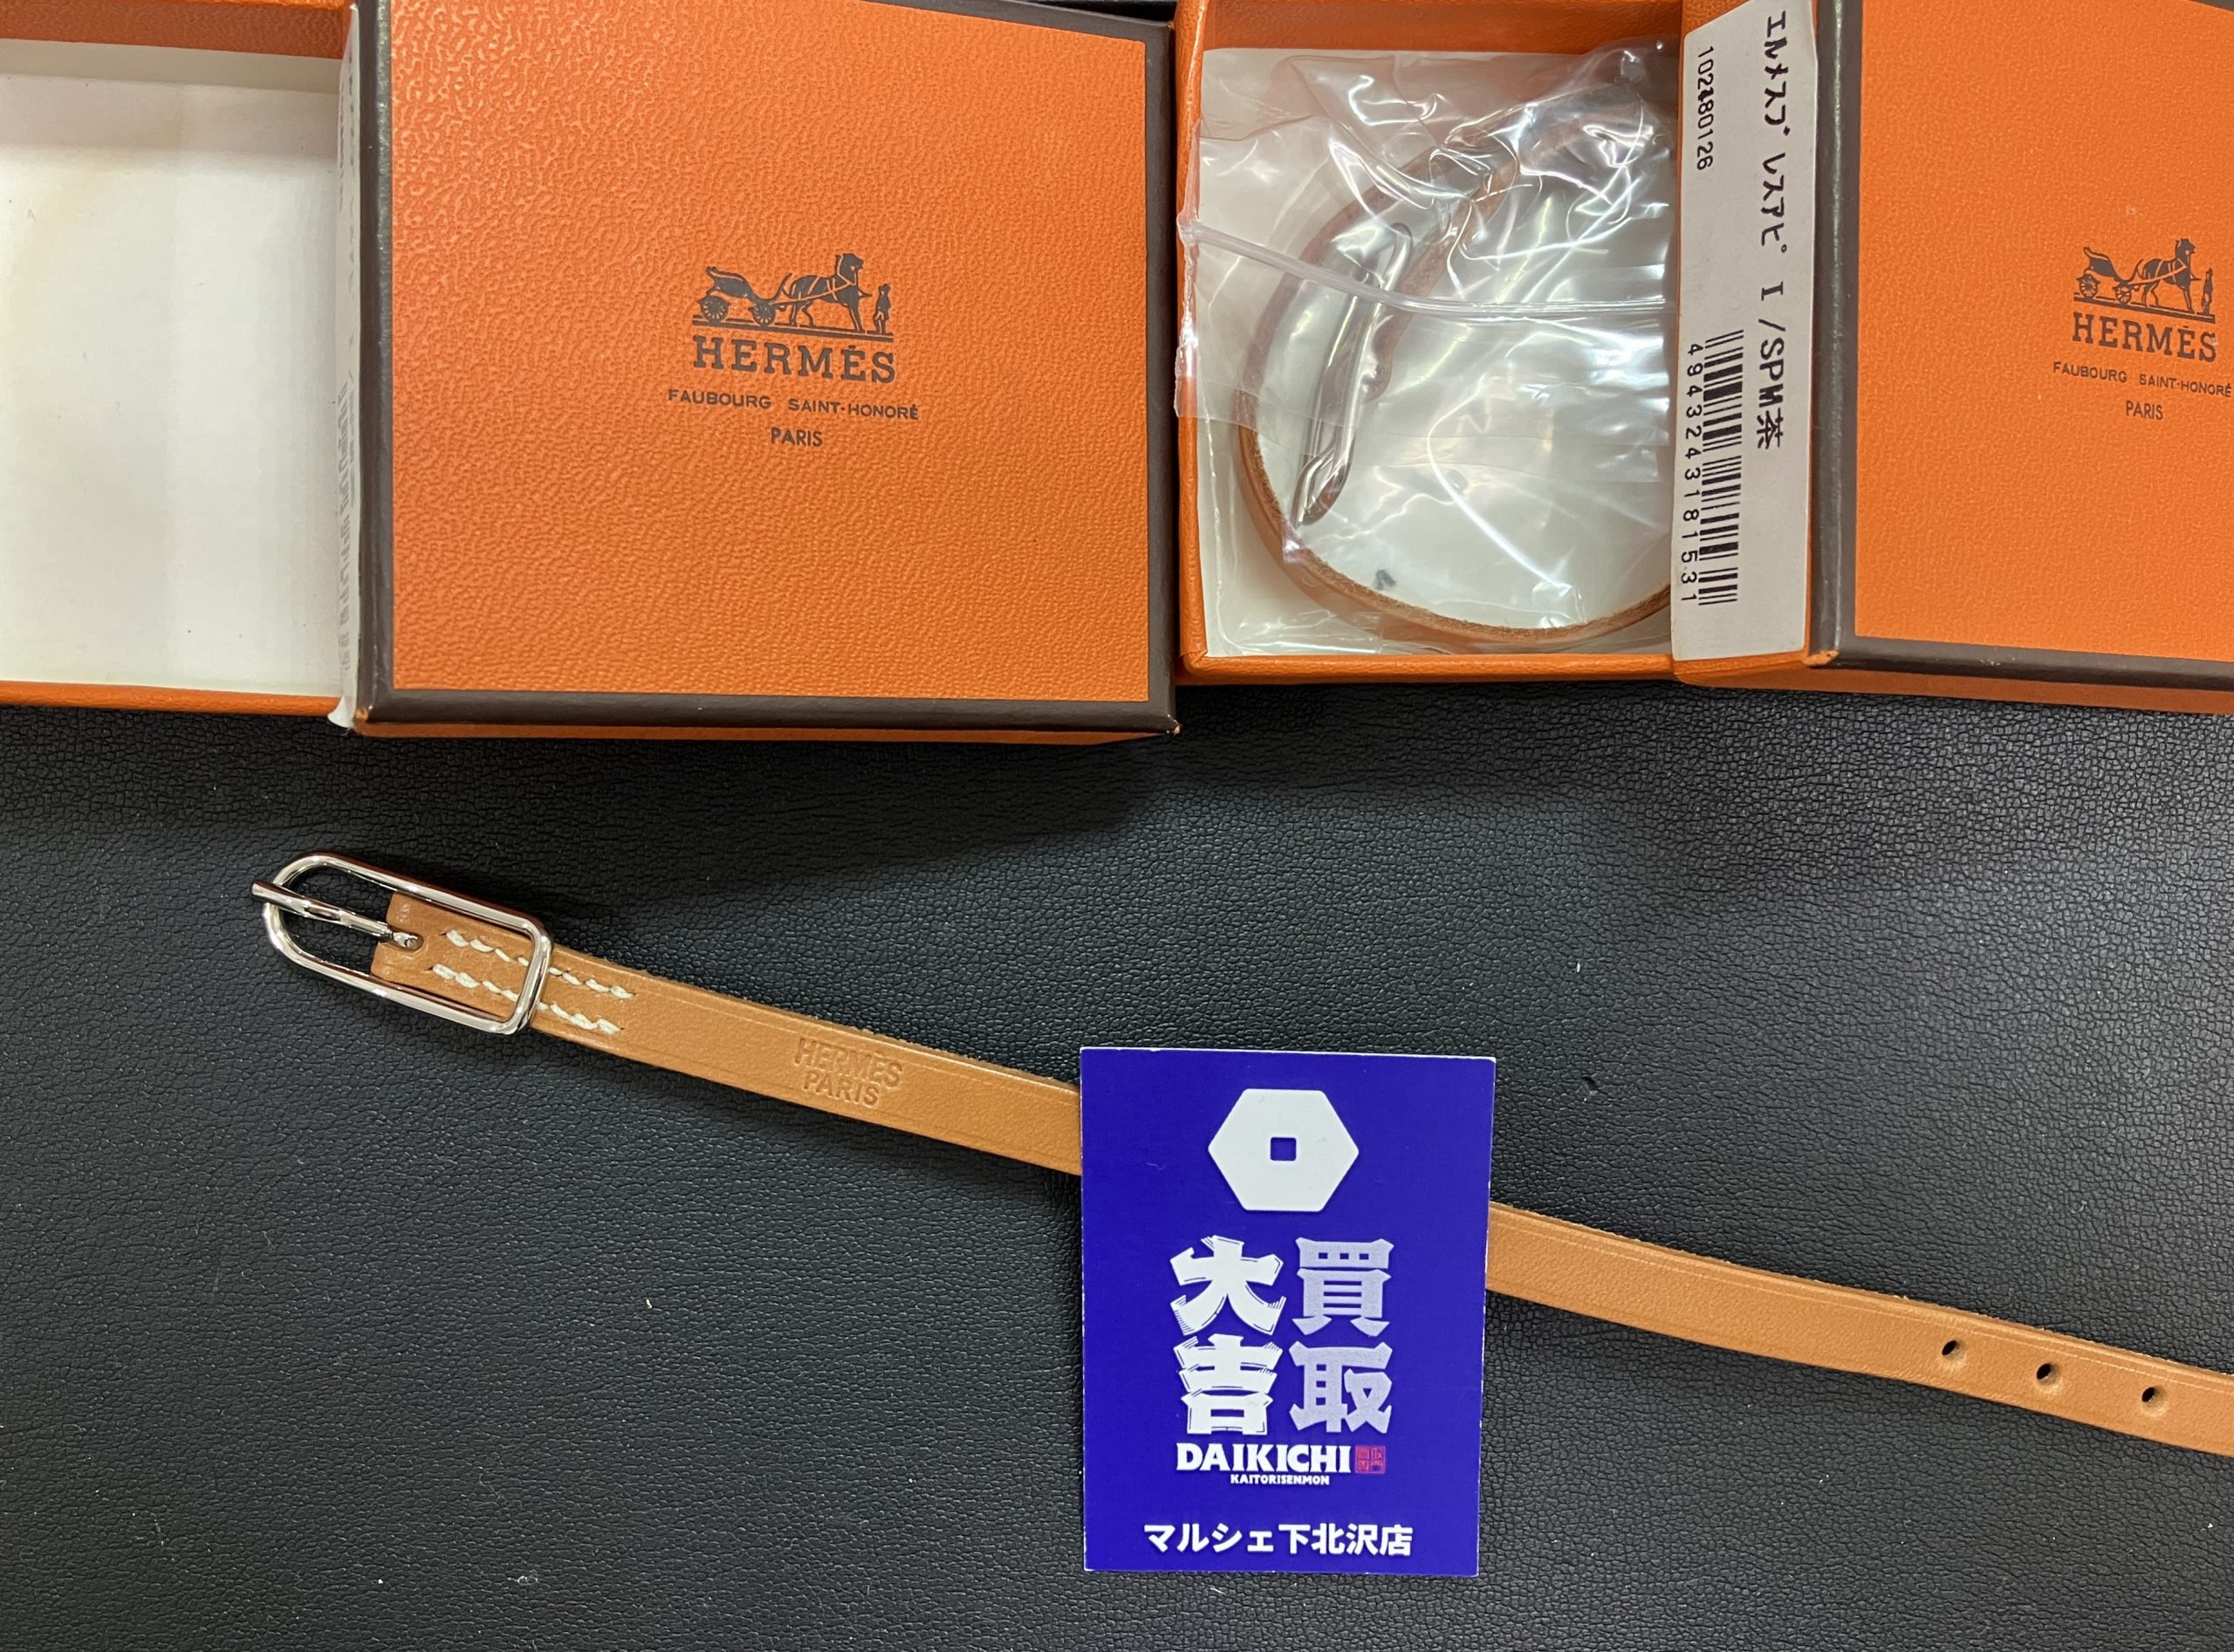 HERMÈS
FAUBOURG SAINT-HONORÉ
PARIS
ｴﾙﾒｽﾌﾟﾚｽｱﾋﾟ I /SPM茶
4943243181531
HERMÈS
FAUBOURG SAINT-HONORÉ
PARIS
HERMÈS
PARIS
買取
大吉
DAIKICHI
KAITORISENMON
マルシェ下北沢店